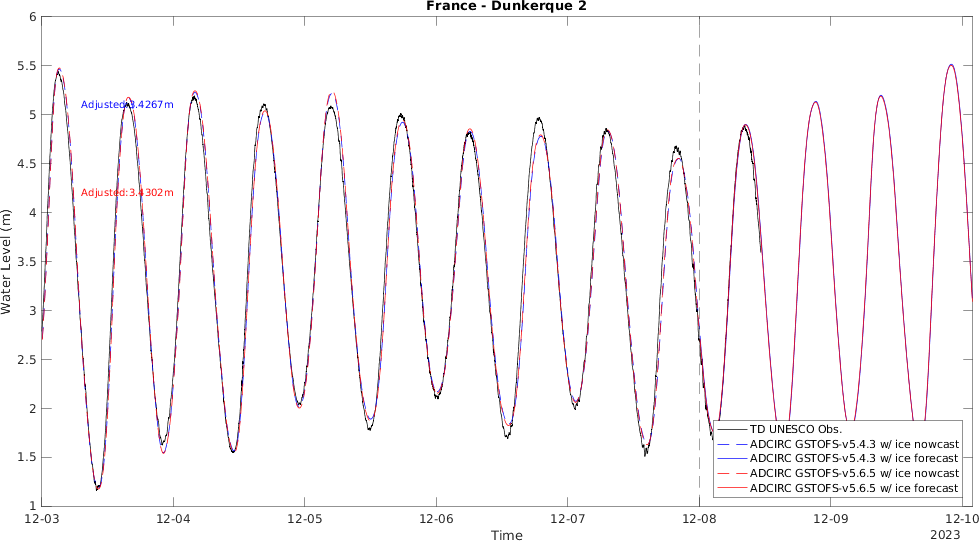 France - Dunkerque 2
6
5.5
5
4.5
4
3.5
3
2.5
2
1.5
1
Water Level (m)
Adjusted:3.4267m
Adjusted:3.4302m
TD UNESCO Obs.
ADCIRC GSTOFS-v5.4.3 w/ ice nowcast
ADCIRC GSTOFS-v5.4.3 w/ ice forecast
ADCIRC GSTOFS-v5.6.5 w/ ice nowcast
ADCIRC GSTOFS-v5.6.5 w/ ice forecast
12-03 12-04 12-05 12-06 12-07 12-08 12-09 12-10
Time
2023